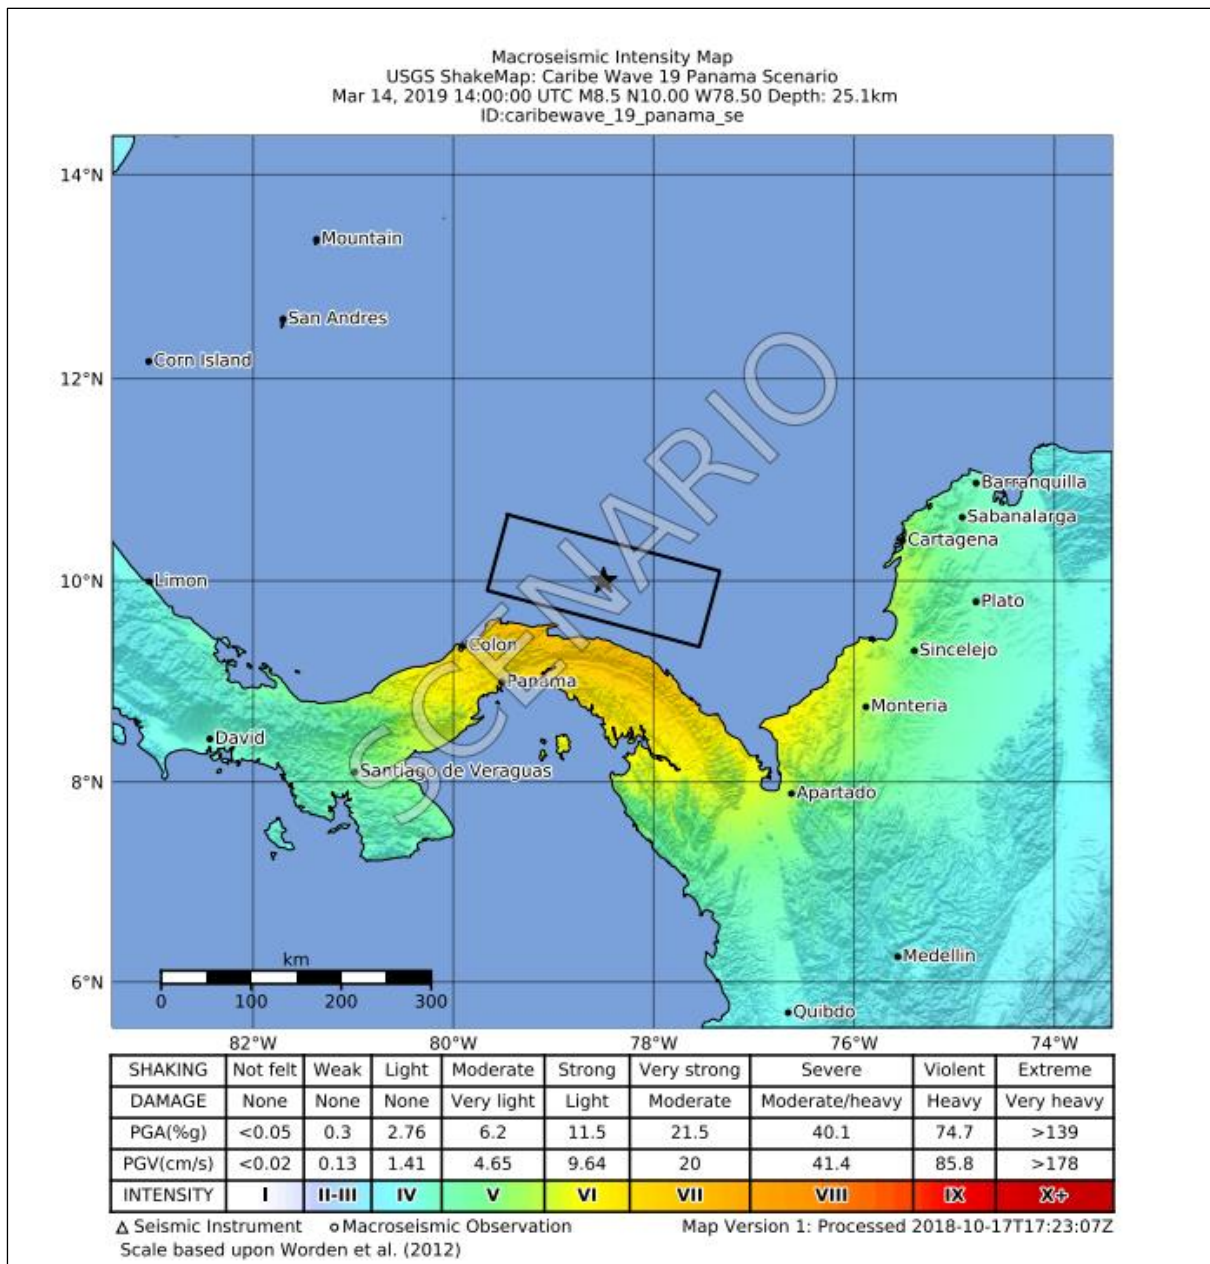 Macroseismic Intensity Map
USGS ShakeMap: Caribe Wave 19 Panama Scenario
Mar 14, 2019 14:00:00 UTC M8.5 N10.00 W78.50 Depth: 25.1km
ID:caribewave_19_panama_se
14°N
Mountain
San Andres
Corn Island
12°N
SCENARIO
Barranquilla
Sabanalarga
Cartagena
10°N
Limon
Plato
Colon
Sincelejo
Panama
Monteria
David
Santiago de Veraguas
8°N
Apartado
Medellin
km
6°N
0 100 200 300
Quibdo
82°W 80°W 78°W 76°W 74°W
SHAKING Not felt Weak Light Moderate Strong Very strong Severe Violent Extreme
DAMAGE None None None Very light Light Moderate Moderate/heavy Heavy Very heavy
PGA(%g) <0.05 0.3 2.76 6.2 11.5 21.5 40.1 74.7 >139
PGV(cm/s) <0.02 0.13 1.41 4.65 9.64 20 41.4 85.8 >178
INTENSITY I II-III IV V VI VII VIII IX X+
Seismic Instrument Macroseismic Observation Map Version 1: Processed 2018-10-17T17:23:07Z
Scale based upon Worden et al. (2012)